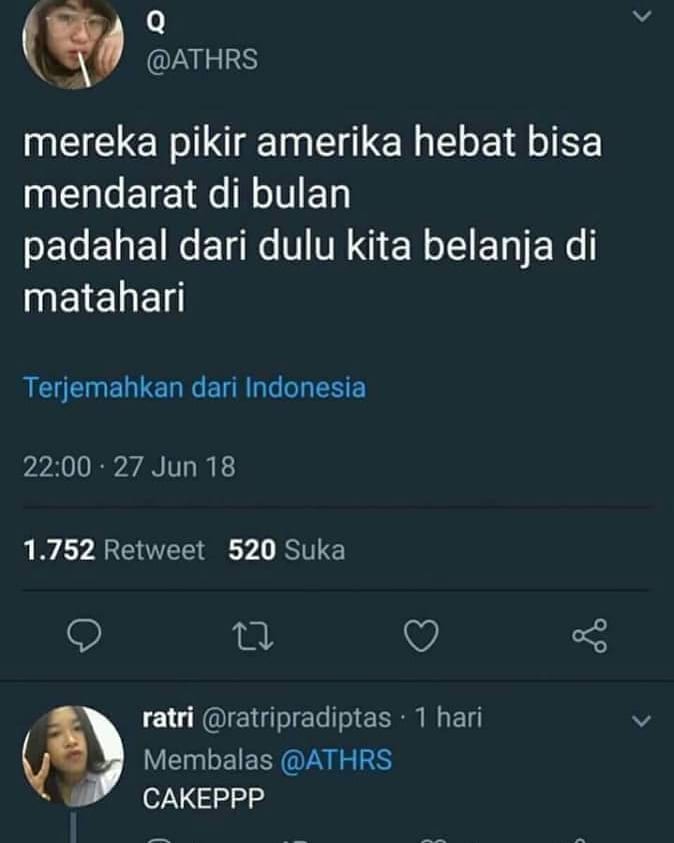 Q
@ATHRS
mereka pikir amerika hebat bisa
mendarat di bulan
padahal dari dulu kita belanja di
matahari
Terjemahkan dari Indonesia
22:00 · 27 Jun 18
1.752 Retweet 520 Suka
ratri @ratripradiptas · 1 hari
Membalas @ATHRS
CAKEPPP